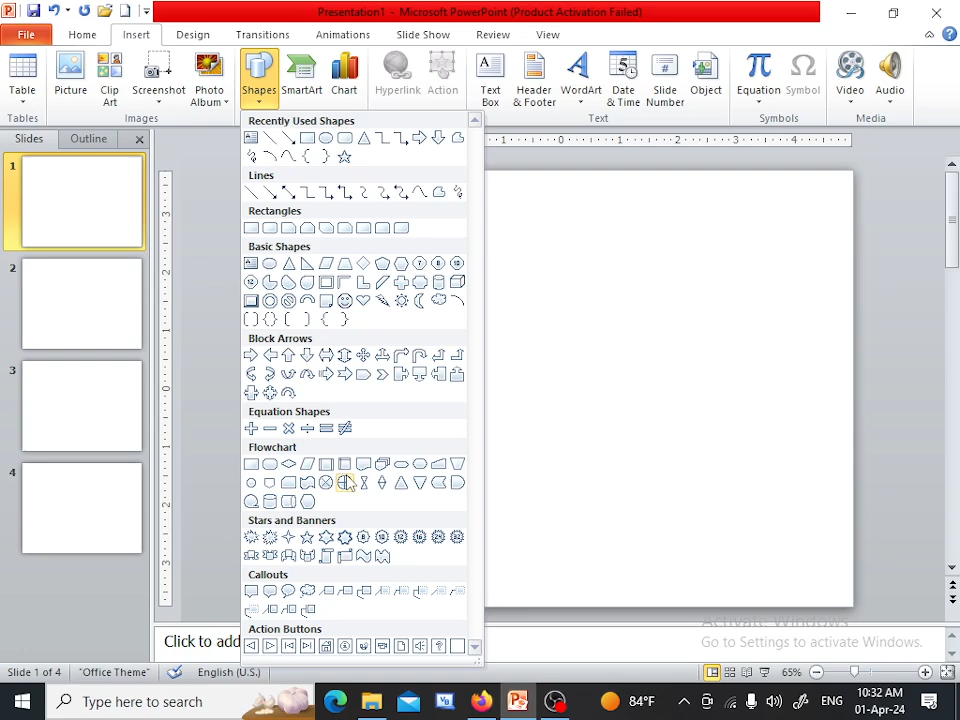 Presentation1 - Microsoft PowerPoint (Product Activation Failed)
File Home Insert Design Transitions Animations Slide Show Review View
Table Picture Clip Art Screenshot Photo Album Shapes SmartArt Chart Hyperlink Action Text Box Header & Footer WordArt Date & Time Slide Number Object Equation Symbol Video Audio
Tables Images Text Symbols Media
Slides Outline
Recently Used Shapes
Lines
Rectangles
Basic Shapes
Block Arrows
Equation Shapes
Flowchart
Stars and Banners
Callouts
Action Buttons
1
2
3
4
Click to add
Activate Windows
Go to Settings to activate Windows.
Slide 1 of 4 "Office Theme" English (U.S.) 65%
Type here to search
84°F ENG 10:32 AM
01-Apr-24